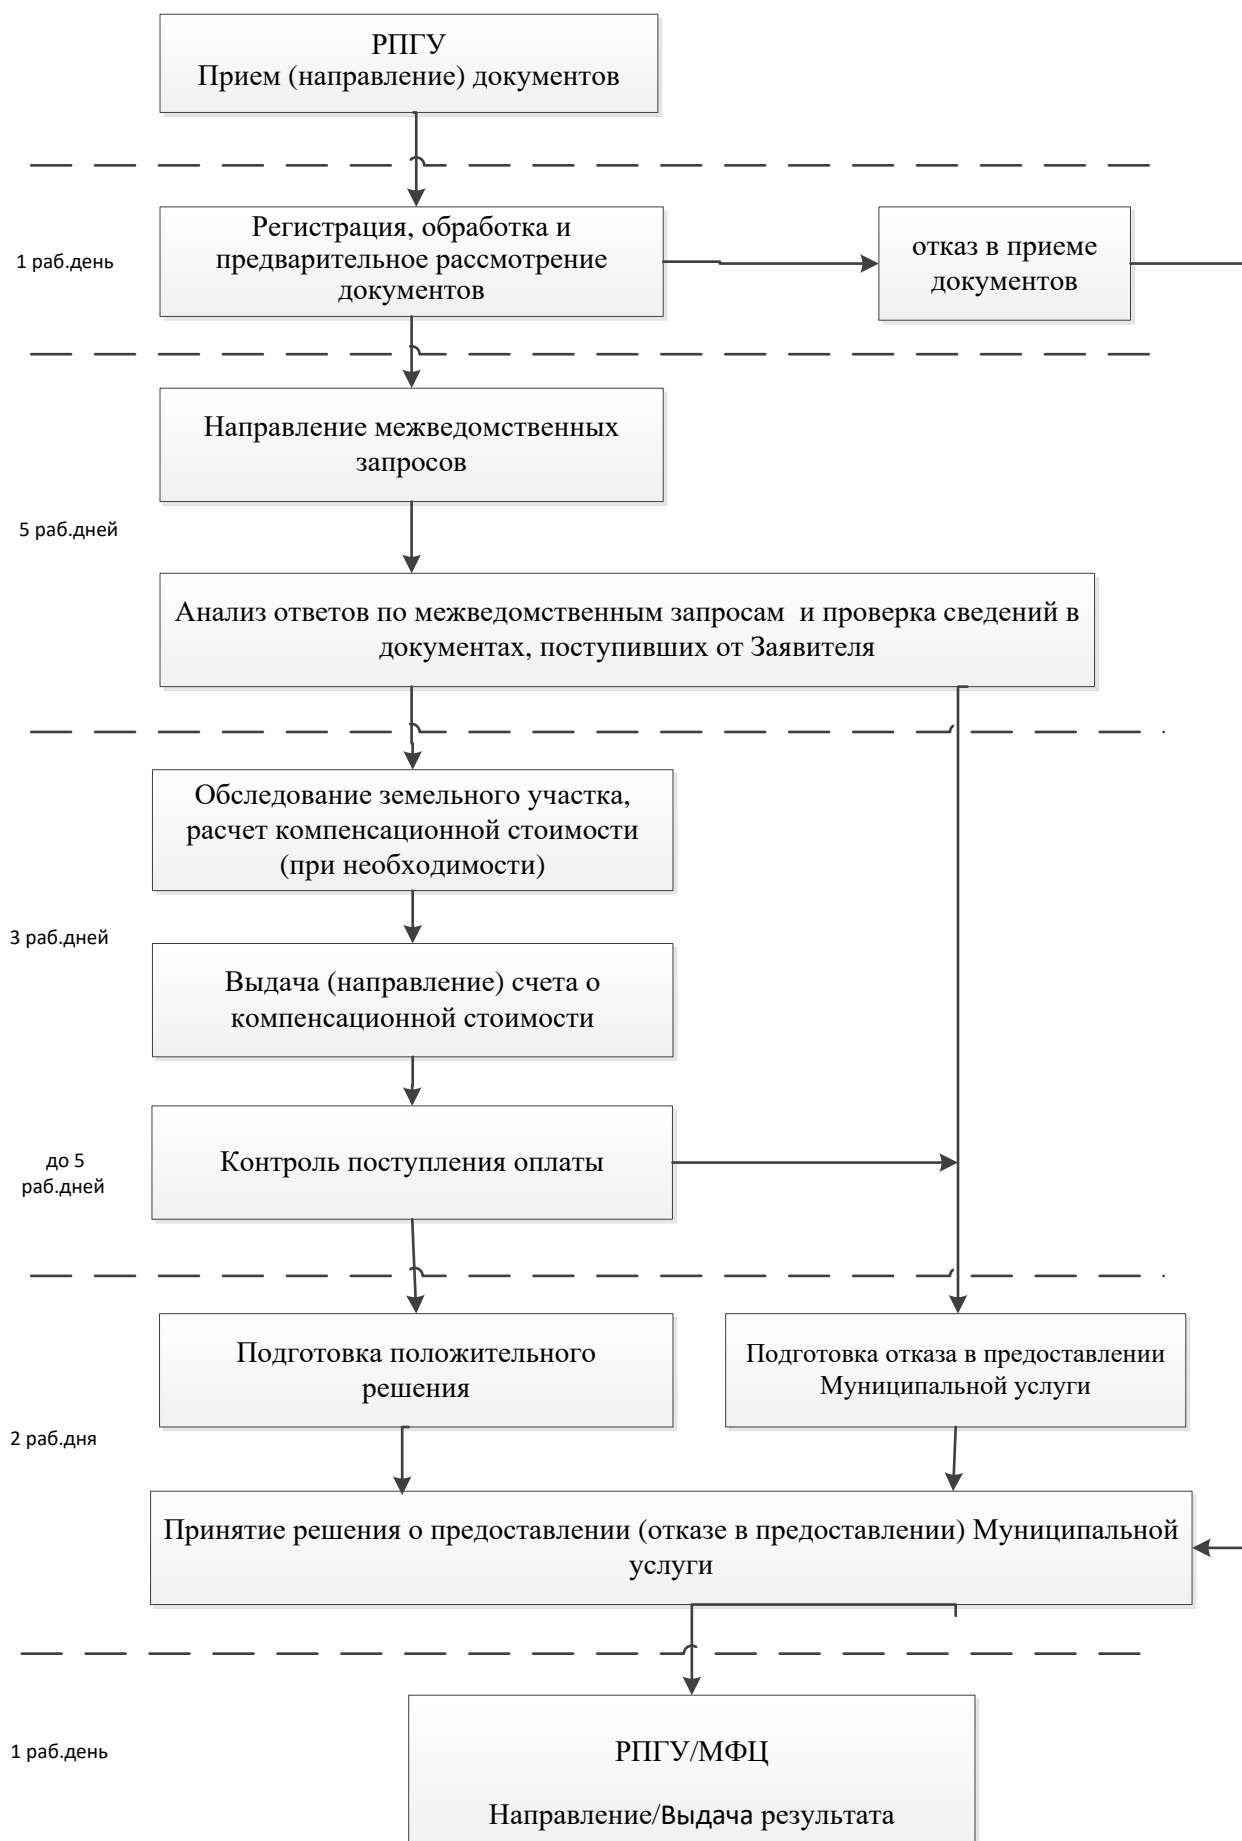 РПГУ
Прием (направление) документов
1 раб.день
Регистрация, обработка и
предварительное рассмотрение
документов
отказ в приеме
документов
Направление межведомственных
запросов
5 раб.дней
Анализ ответов по межведомственным запросам и проверка сведений в
документах, поступивших от Заявителя
Обследование земельного участка,
расчет компенсационной стоимости
(при необходимости)
3 раб.дней
Выдача (направление) счета о
компенсационной стоимости
до 5
раб.дней
Контроль поступления оплаты
Подготовка положительного
решения
Подготовка отказа в предоставлении
Муниципальной услуги
2 раб.дня
Принятие решения о предоставлении (отказе в предоставлении) Муниципальной
услуги
1 раб.день
РПГУ/МФЦ
Направление/Выдача результата